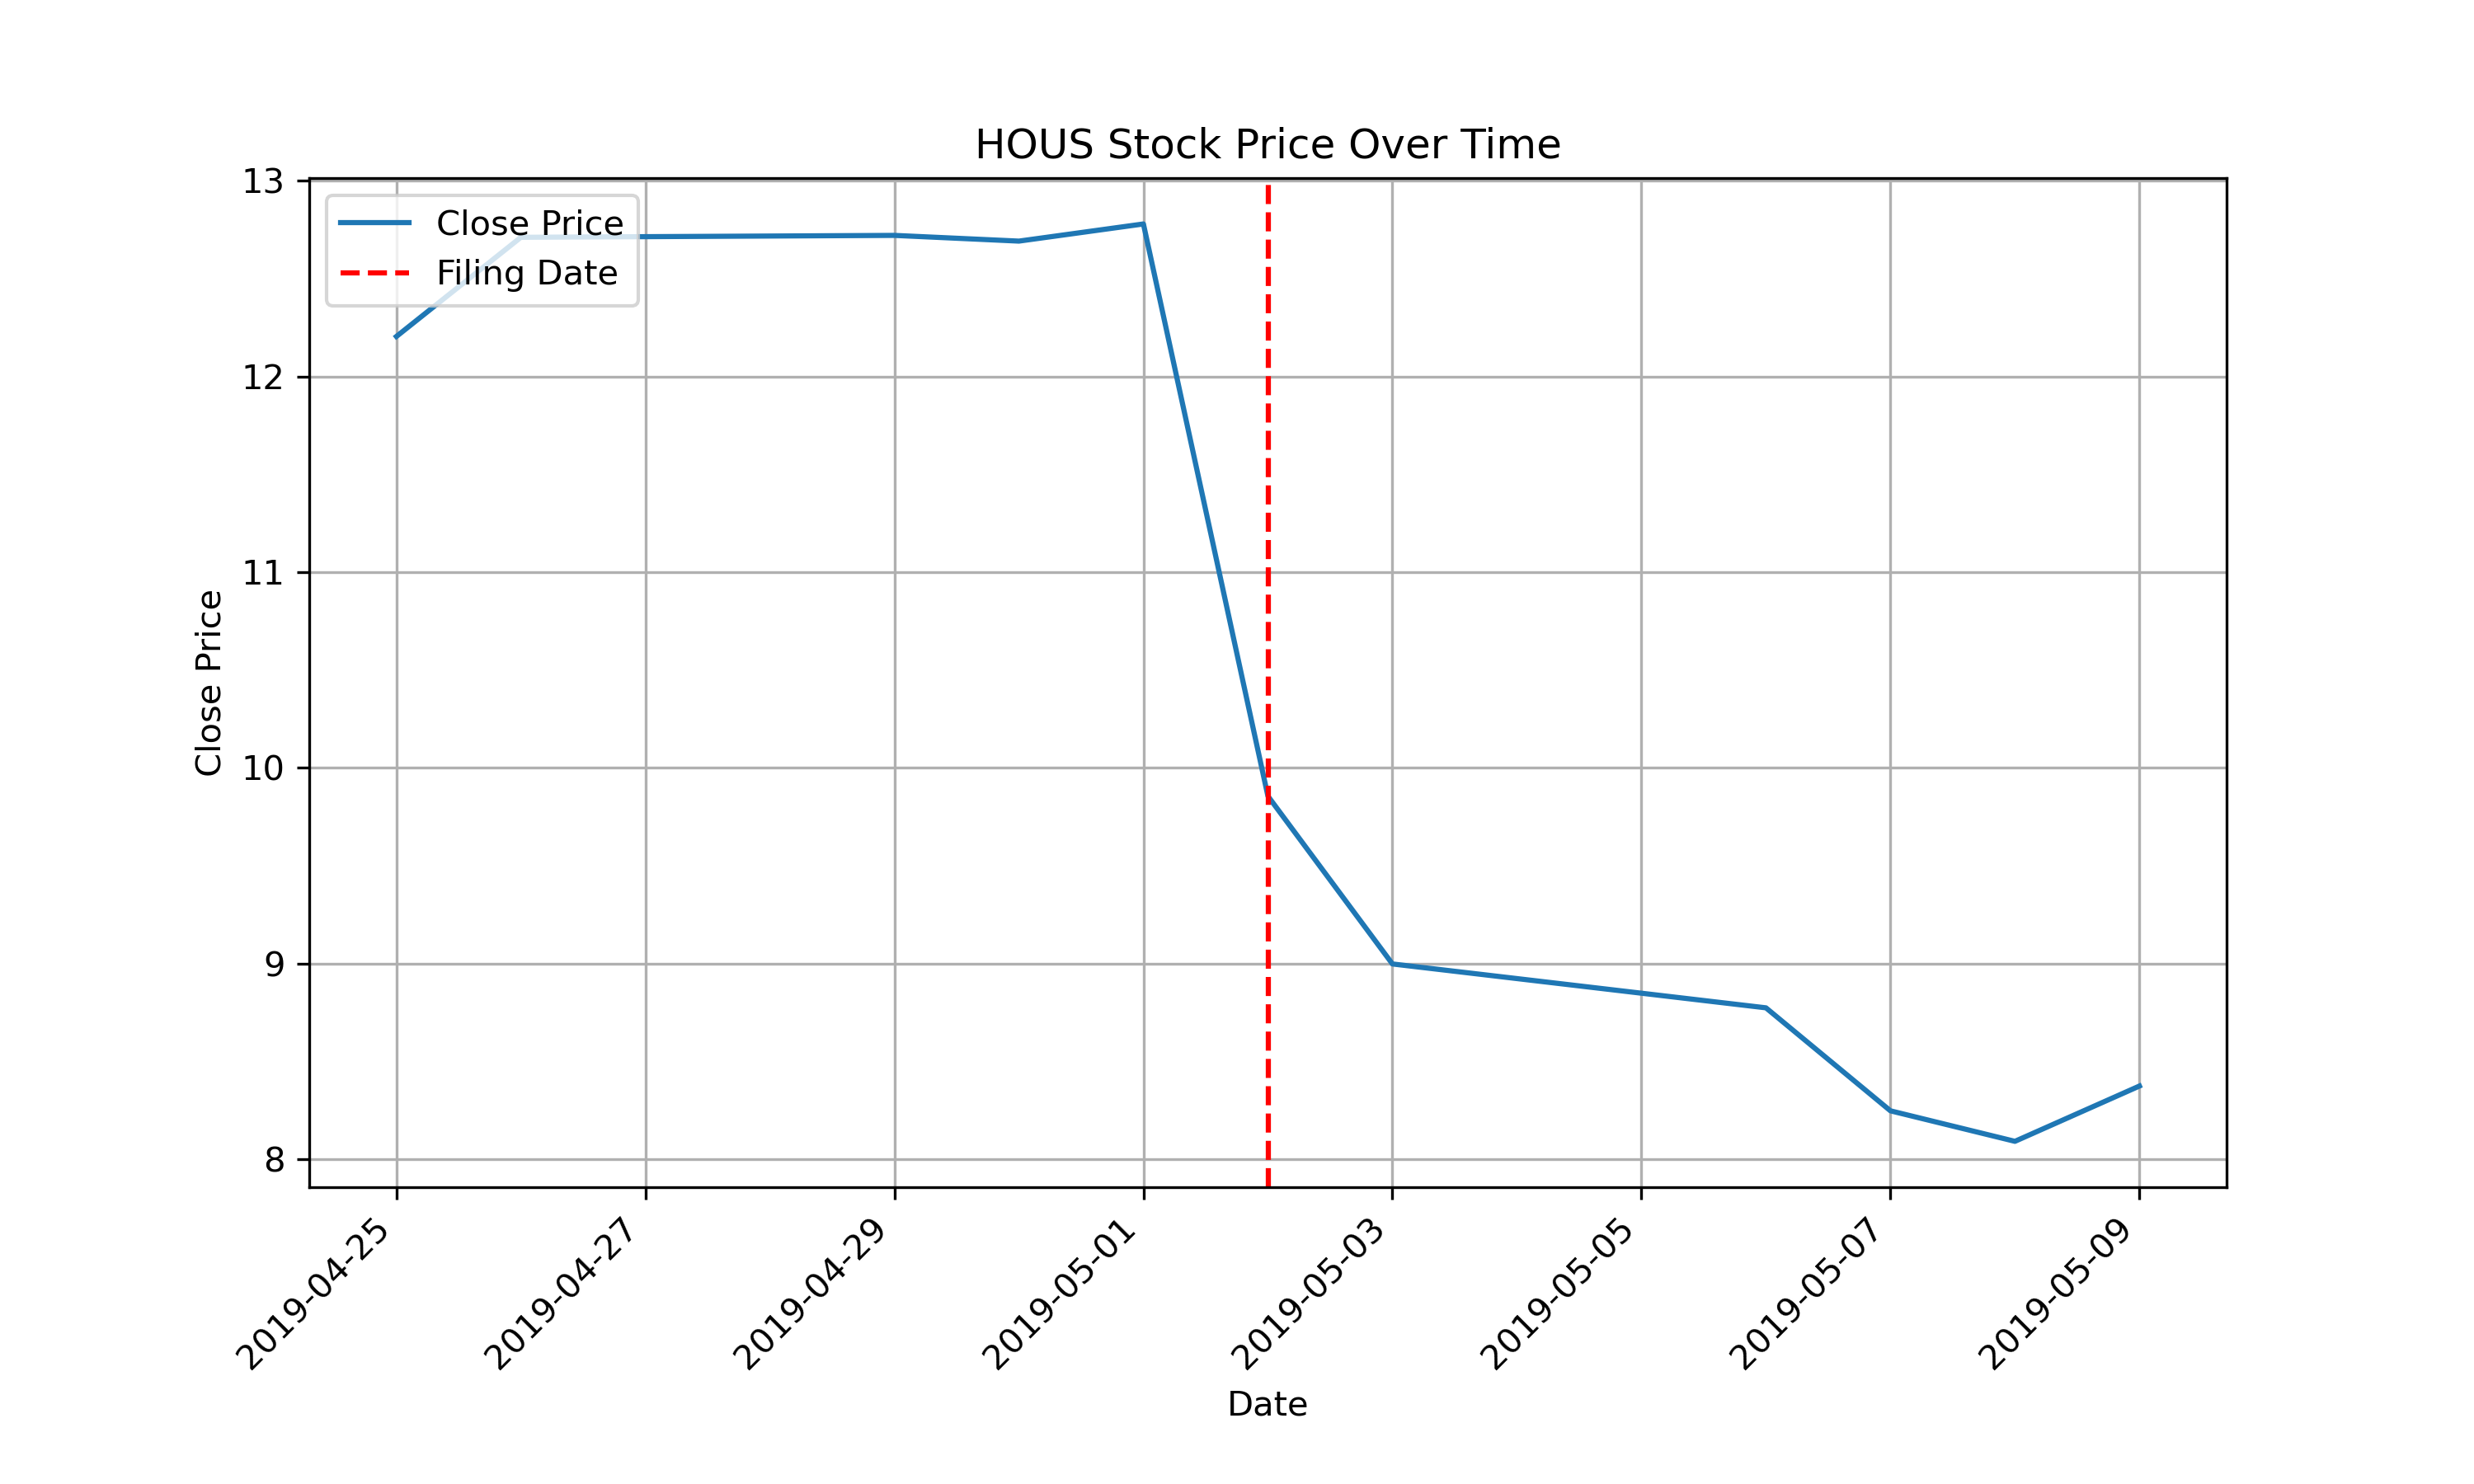 HOUS Stock Price Over Time
Close Price
Filing Date
13
12
11
10
9
8
Close Price
2019-04-25
2019-04-27
2019-04-29
2019-05-01
2019-05-03
2019-05-05
2019-05-07
2019-05-09
Date